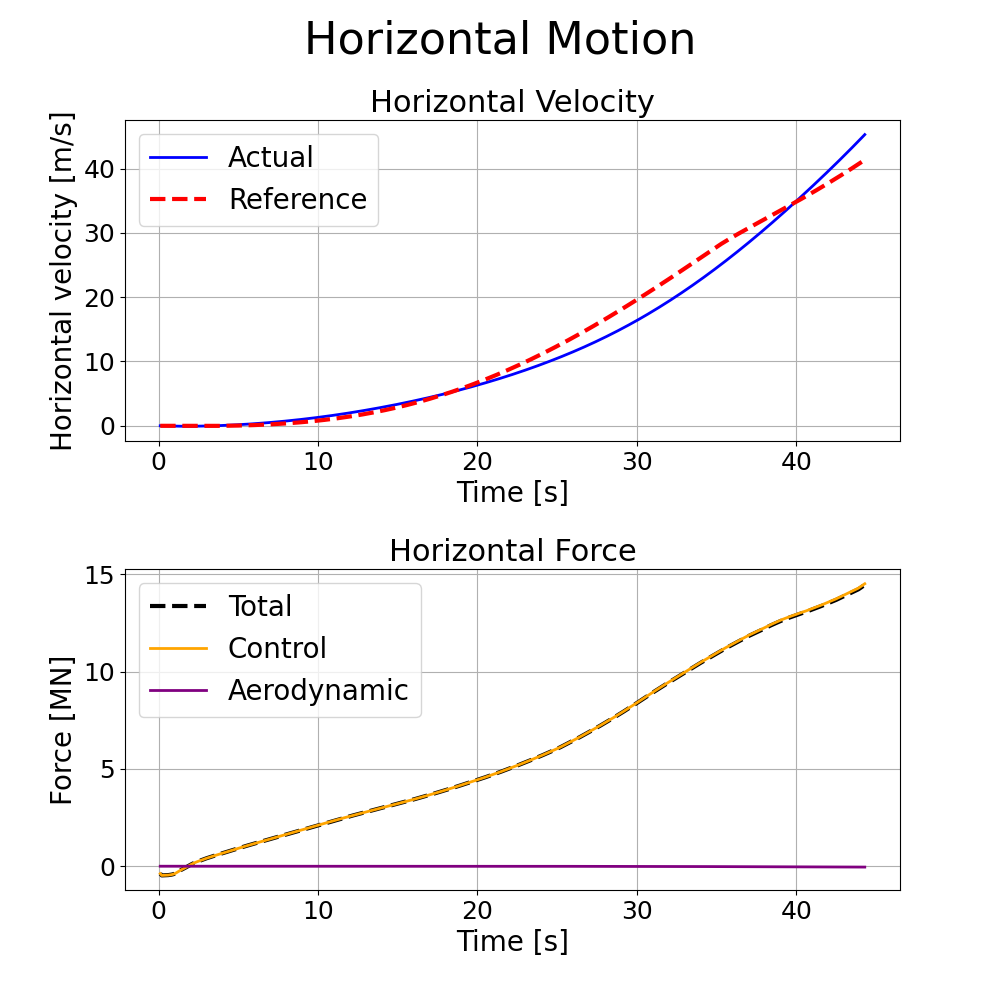 Horizontal Motion
Horizontal Velocity
Horizontal velocity [m/s]
40
30
20
10
0
Actual
Reference
0 10 20 30 40
Time [s]
Horizontal Force
Force [MN]
15
10
5
0
Total
Control
Aerodynamic
0 10 20 30 40
Time [s]